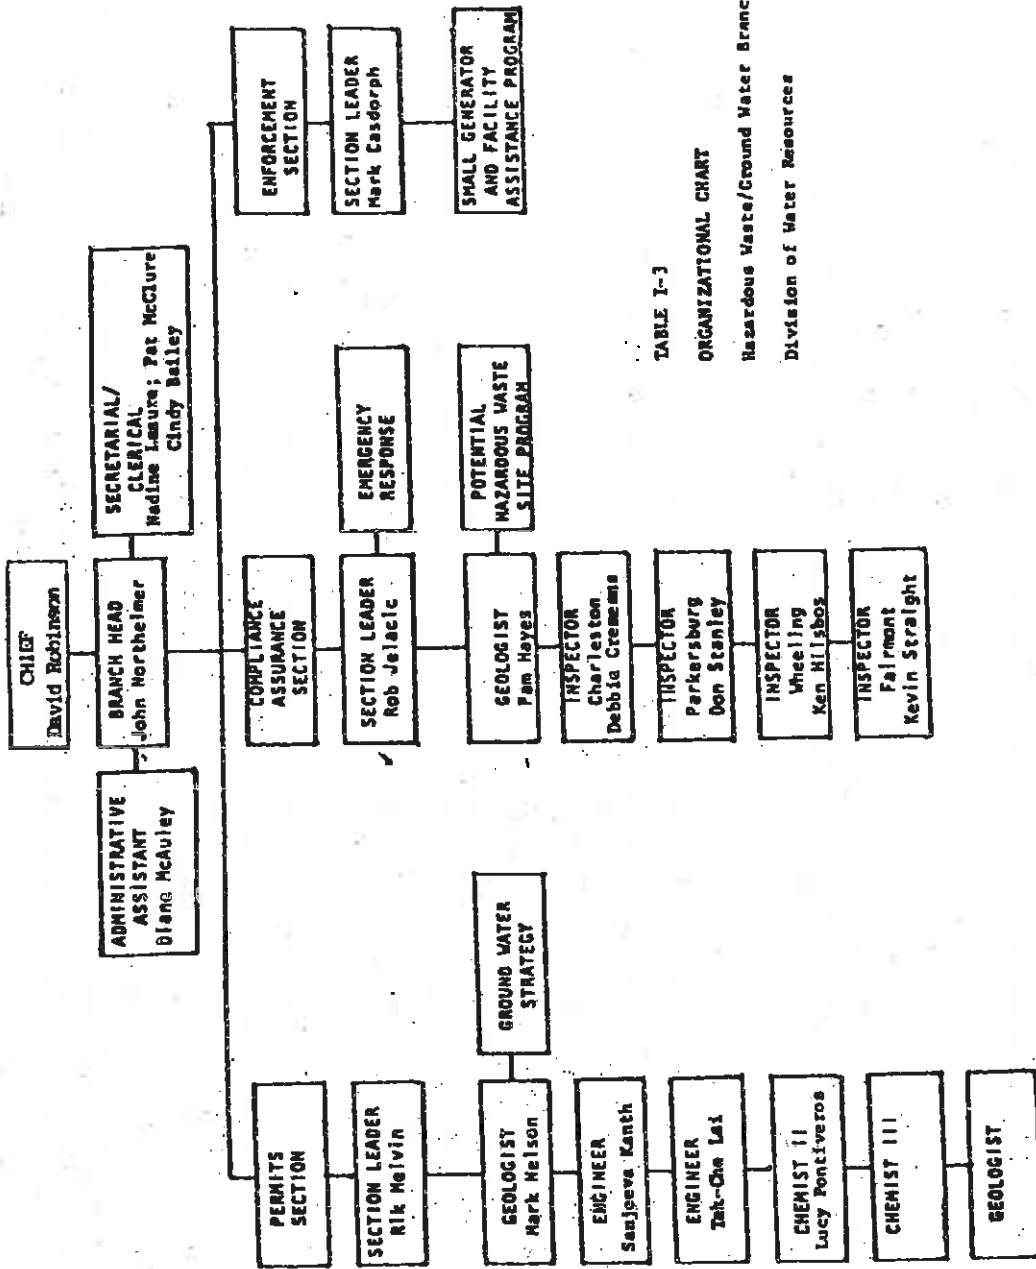 CHIEF
David Robinson
BRANCH HEAD
John Northeimer
ADMINISTRATIVE
ASSISTANT
Diane McAuley
SECRETARIAL/
CLERICAL
Nadine Lesure; Pat McClure
Cindy Bailey
PERMITS
SECTION
SECTION LEADER
Rik Melvin
GEOLOGIST
Mark Nelson
GROUND WATER
STRATEGY
ENGINEER
Sanjeeva Kanth
ENGINEER
Tak-Che Lai
CHEMIST II
Lucy Pontiveros
CHEMIST III
GEOLOGIST
COMPLIANCE
ASSURANCE
SECTION
SECTION LEADER
Rob Jelacic
EMERGENCY
RESPONSE
GEOLOGIST
Pam Hayes
POTENTIAL
HAZARDOUS WASTE
SITE PROGRAM
INSPECTOR
Charleston
Debbie
INSPECTOR
Parkersburg
Don Stanley
INSPECTOR
Wheeling
Ken
INSPECTOR
Fairmont
Kevin Straight
ENFORCEMENT
SECTION
SECTION LEADER
Mark Casdorph
SMALL GENERATOR
AND FACILITY
ASSISTANCE PROGRAM
TABLE I-3
ORGANIZATIONAL CHART
Hazardous Waste/Ground Water Branc
Division of Water Resources